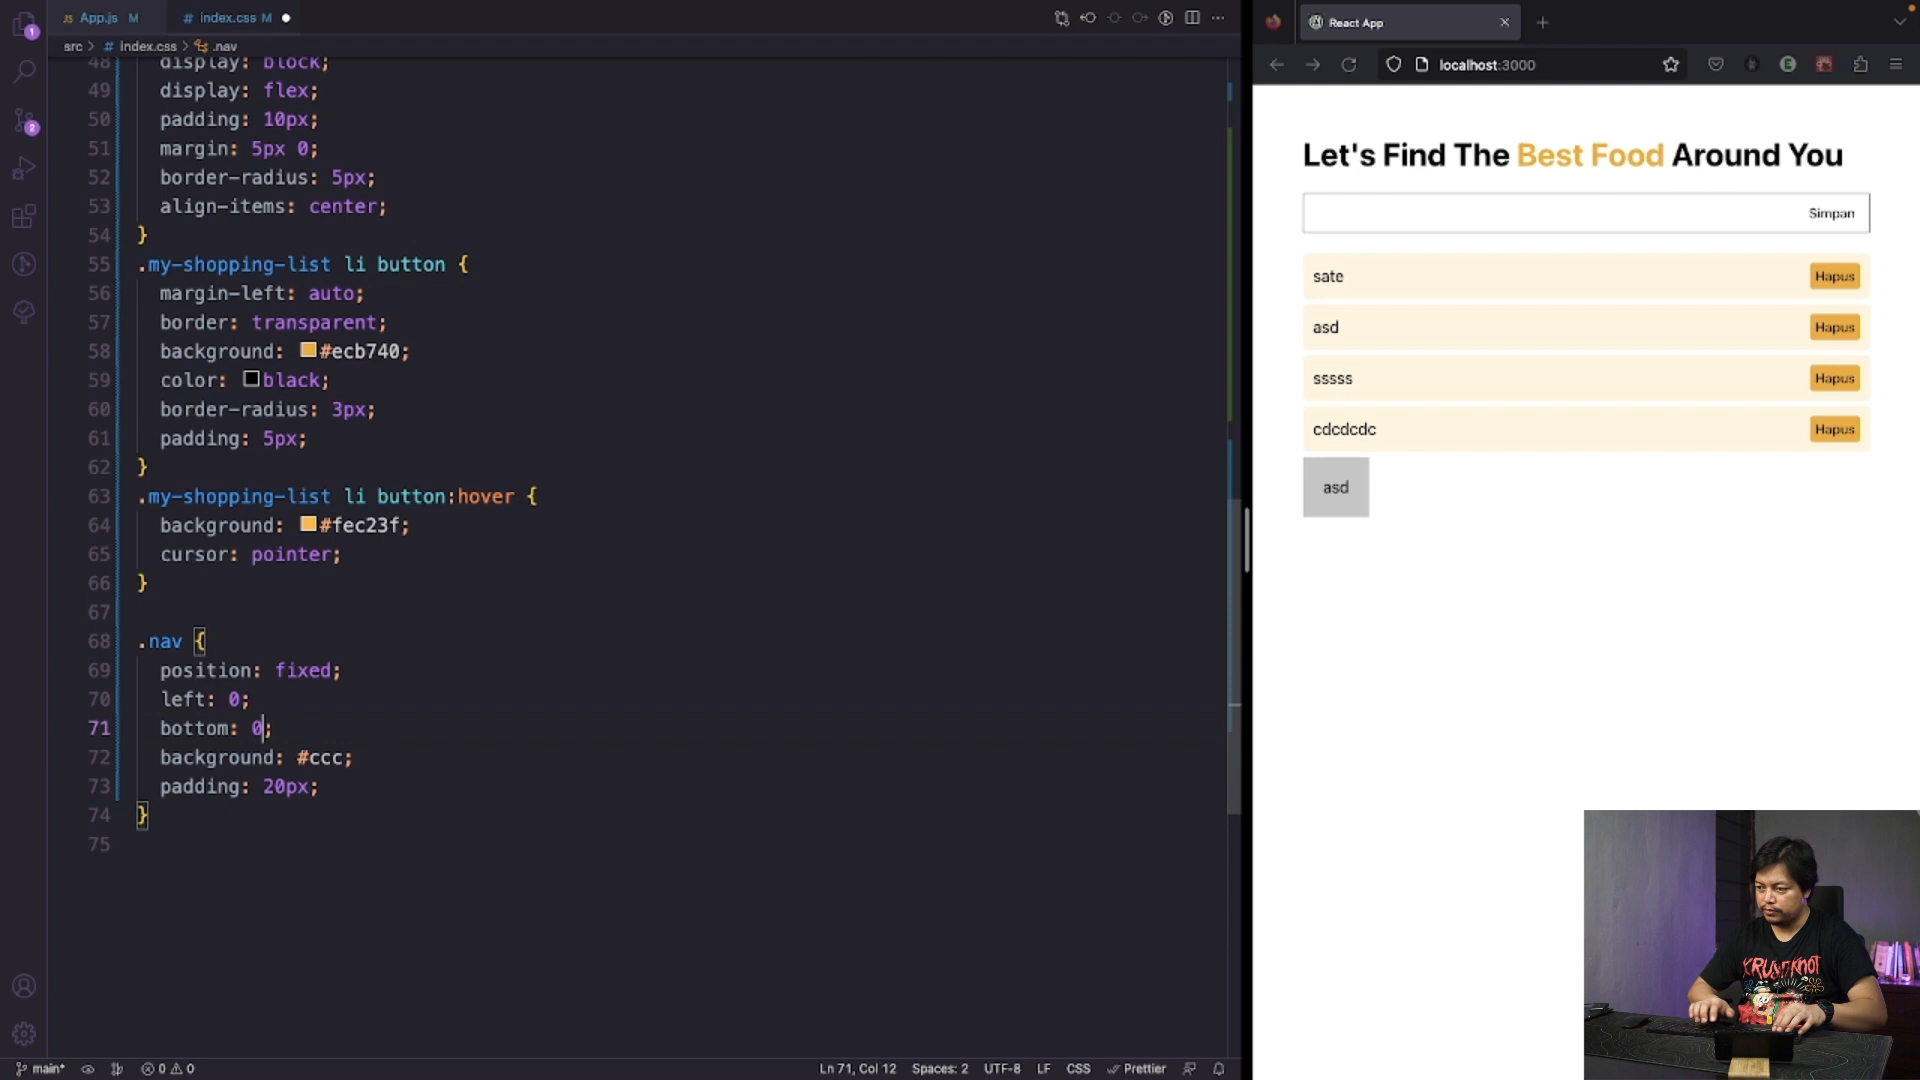 App.js M
index.css M
src > index.css > .nav
48 display: block;
49 display: flex;
50 padding: 10px;
51 margin: 5px 0;
52 border-radius: 5px;
53 align-items: center;
54 }
55 .my-shopping-list li button {
56 margin-left: auto;
57 border: transparent;
58 background: #ecb740;
59 color: black;
60 border-radius: 3px;
61 padding: 5px;
62 }
63 .my-shopping-list li button:hover {
64 background: #fec23f;
65 cursor: pointer;
66 }
67
68 .nav {
69 position: fixed;
70 left: 0;
71 bottom: 0;
72 background: #ccc;
73 padding: 20px;
74 }
75
1
2
main*
0 0
Ln 71, Col 12 Spaces: 2 UTF-8 LF CSS Prettier
React App
localhost:3000
Let's Find The Best Food Around You
Simpan
sate Hapus
asd Hapus
sssss Hapus
cdcdcdc Hapus
asd